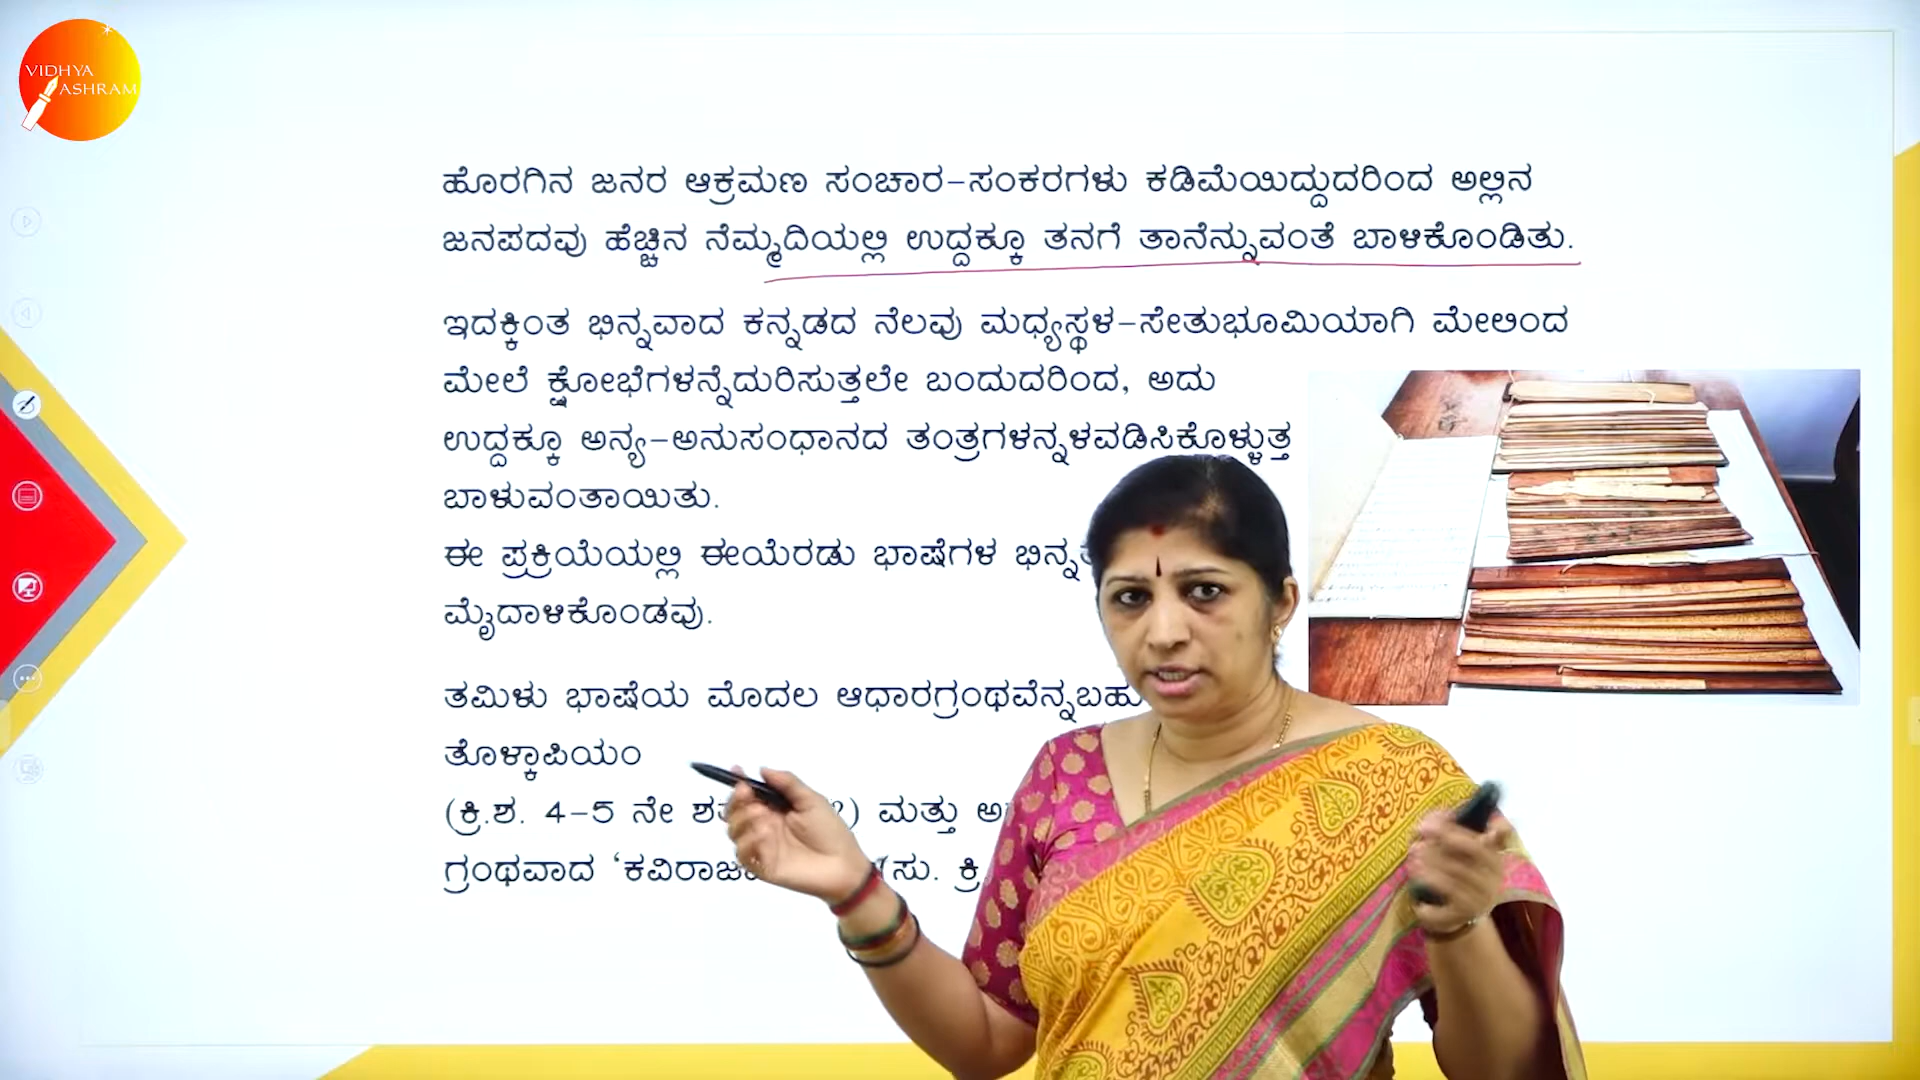 VIDHYA
ASHRAM
ಹೊರಗಿನ ಜನರ ಆಕ್ರಮಣ ಸಂಚಾರ-ಸಂಕರಗಳು ಕಡಿಮೆಯಿದ್ದುದರಿಂದ ಅಲ್ಲಿನ
ಜನಪದವು ಹೆಚ್ಚಿನ ನೆಮ್ಮದಿಯಲ್ಲಿ ಉದ್ದಕ್ಕೂ ತನಗೆ ತಾನೆನ್ನುವಂತೆ ಬಾಳಿಕೊಂಡಿತು.
ಇದಕ್ಕಿಂತ ಭಿನ್ನವಾದ ಕನ್ನಡದ ನೆಲವು ಮಧ್ಯಸ್ಥಳ-ಸೇತುಭೂಮಿಯಾಗಿ ಮೇಲಿಂದ
ಮೇಲೆ ಕ್ಷೋಭೆಗಳನ್ನೆದುರಿಸುತ್ತಲೇ ಬಂದುದರಿಂದ, ಅದು
ಉದ್ದಕ್ಕೂ ಅನ್ಯ-ಅನುಸಂಧಾನದ ತಂತ್ರಗಳನ್ನಳವಡಿಸಿಕೊಳ್ಳುತ್ತ
ಬಾಳುವಂತಾಯಿತು.
ಈ ಪ್ರಕ್ರಿಯೆಯಲ್ಲಿ ಈಯೆರಡು ಭಾಷೆಗಳ
ಮೈದಾಳಿಕೊಂಡವು.
ತಮಿಳು ಭಾಷೆಯ ಮೊದಲ ಆಧಾರಗ್ರಂಥವೆನ್ನಬಹು
ತೊಳ್ಕಾಪಿಯಂ
(ಕ್ರಿ.ಶ. 4-5 ನೇ ಮತ್ತು
ಗ್ರಂಥವಾದ ‘ಕವಿರಾಜ (ಸು. ಕ್ರಿ